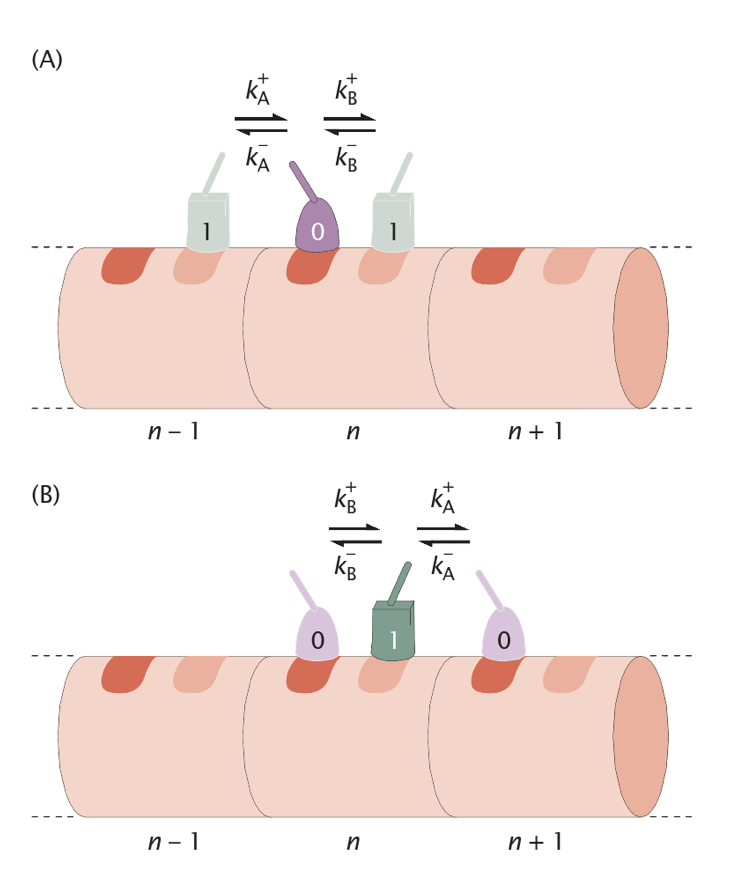 (A)
k_A^+ k_B^+
k_A^- k_B^-
1 0 1
n – 1 n n + 1
(B)
k_B^+ k_A^+
k_B^- k_A^-
0 1 0
n – 1 n n + 1